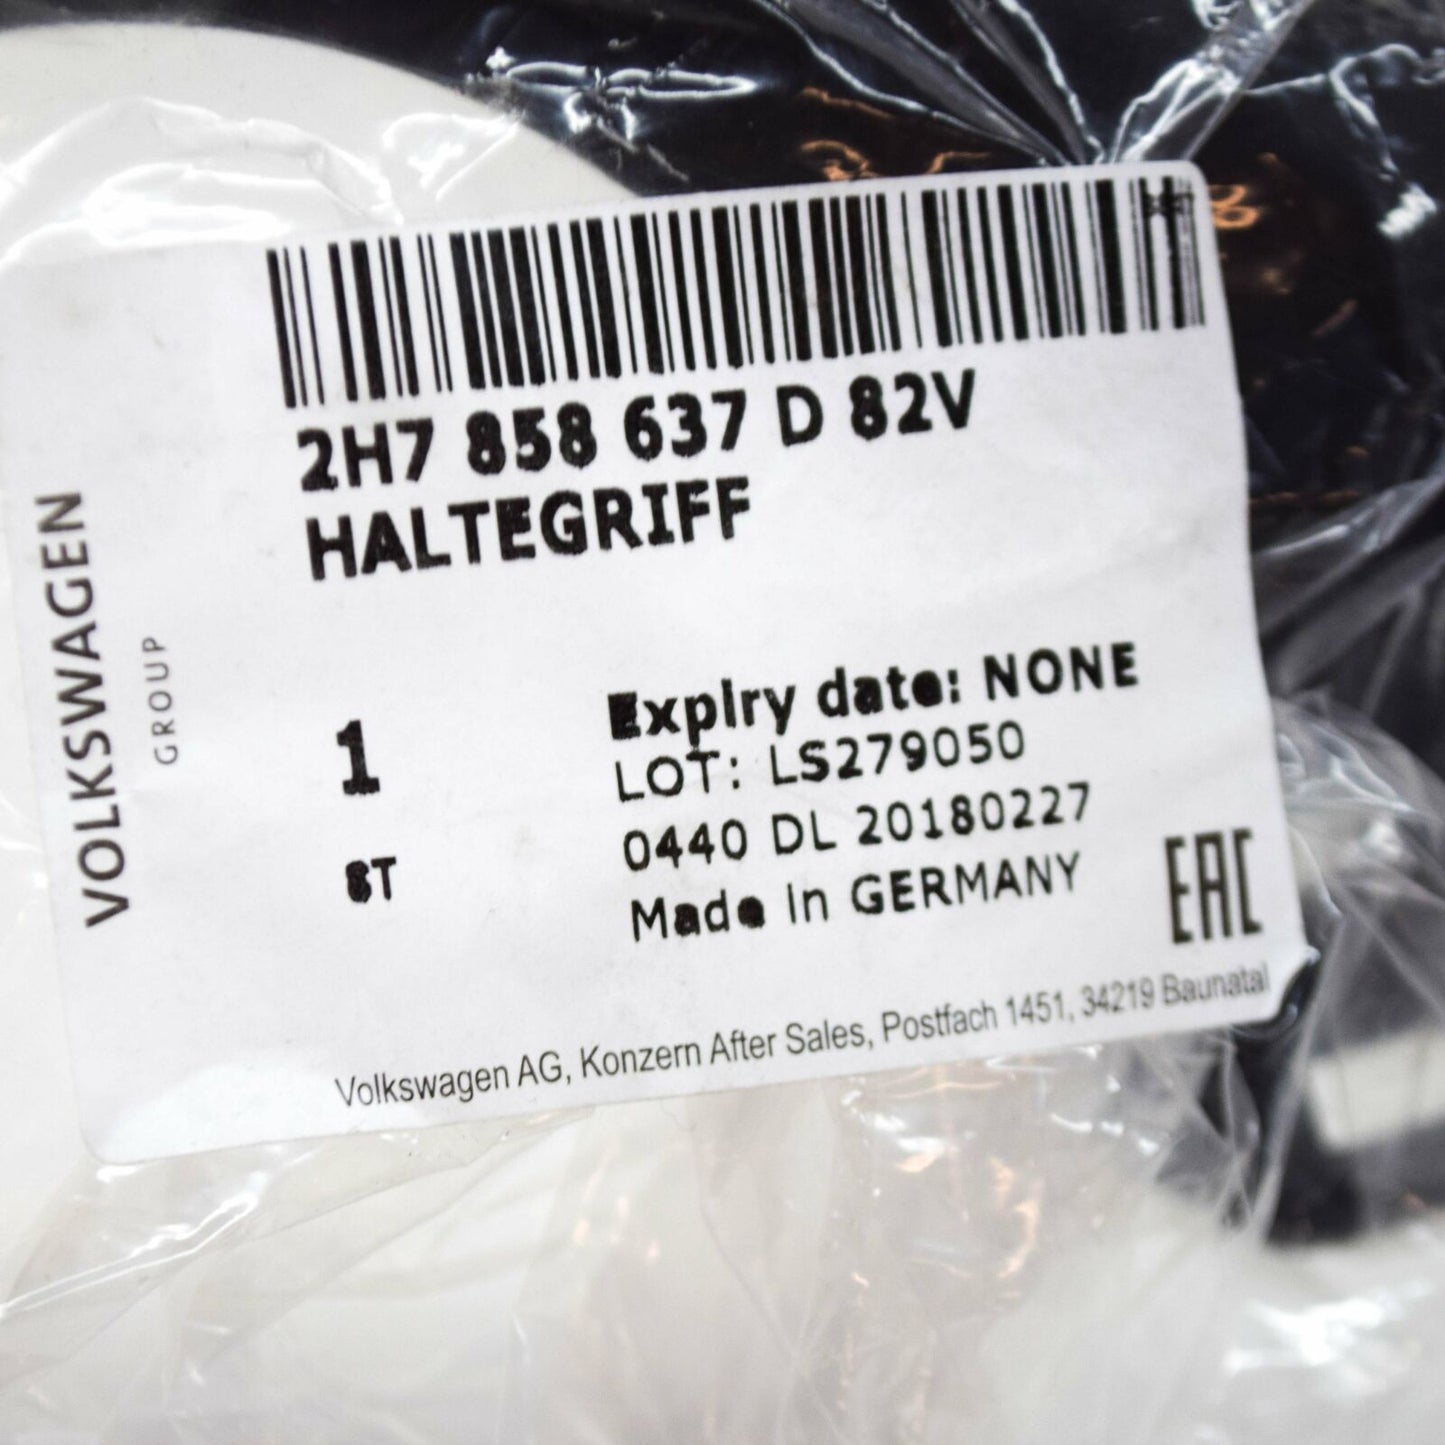 VOLKSWAGEN
GROUP
2H7 858 637 D 82V
HALTEGRIFF
1
ST
Expiry date: NONE
LOT: LS279050
0440 DL 20180227
Made in GERMANY
EAC
Volkswagen AG, Konzern After Sales, Postfach 1451, 34219 Baunatal